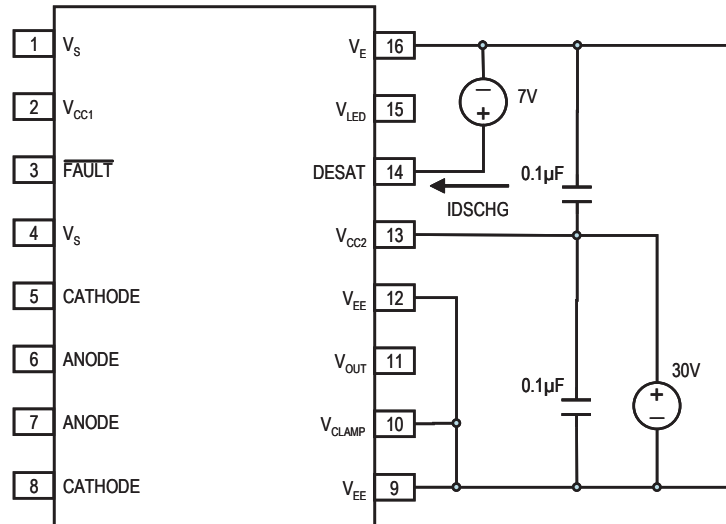 1 V_S
2 V_CC1
3 FAULT
4 V_S
5 CATHODE
6 ANODE
7 ANODE
8 CATHODE
V_E 16
V_LED 15
DESAT 14
V_CC2 13
V_EE 12
V_OUT 11
V_CLAMP 10
V_EE 9
7V
IDSCHG
0.1µF
0.1µF
30V